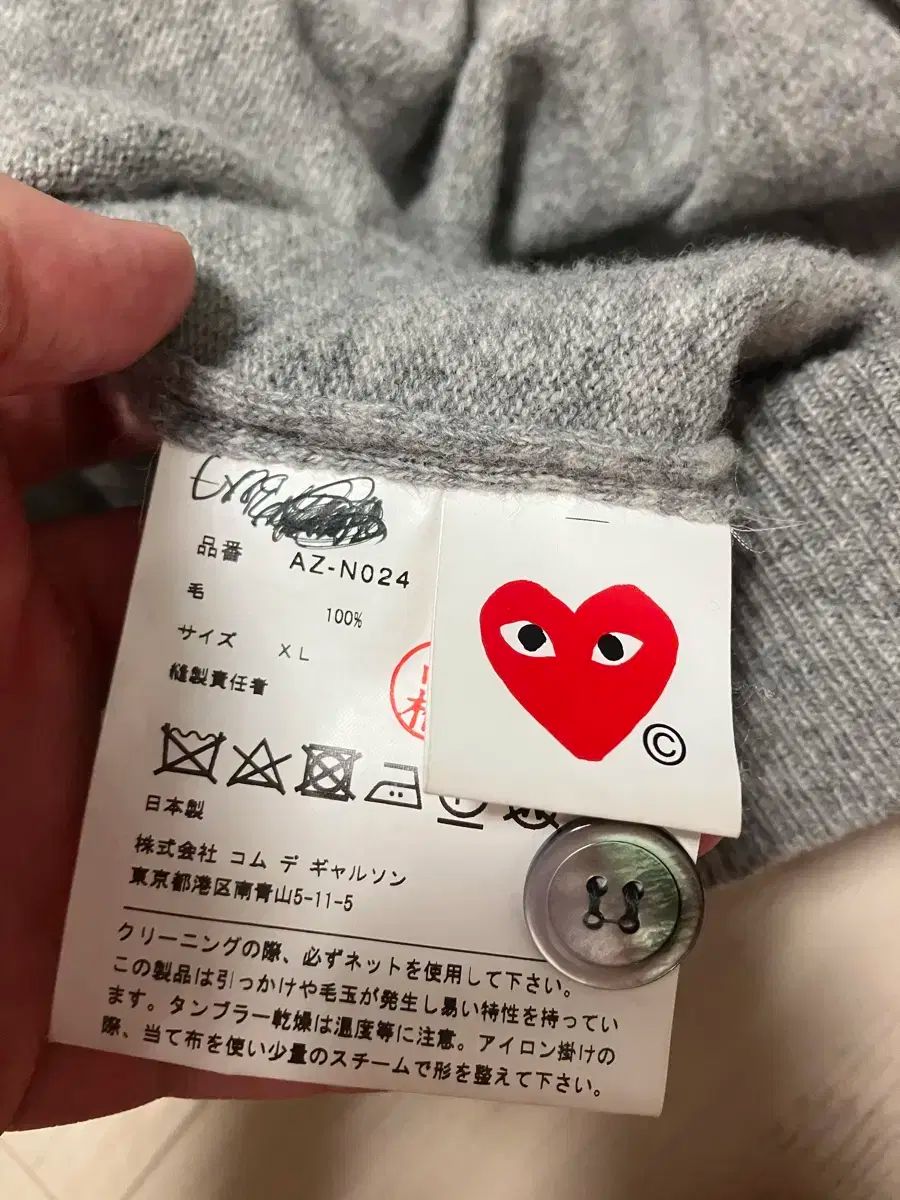 品番 AZ-N024
毛 100%
サイズ XL
縫製責任者
日本製
株式会社 コム デ ギャルソン
東京都港区南青山5-11-5
クリーニングの際、必ずネットを使用して下さい。
この製品は引っかけや毛玉が発生し易い特性を持ってい
ます。タンブラー乾燥は温度等に注意。アイロン掛けの
際、当て布を使い少量のスチームで形を整えて下さい。
©